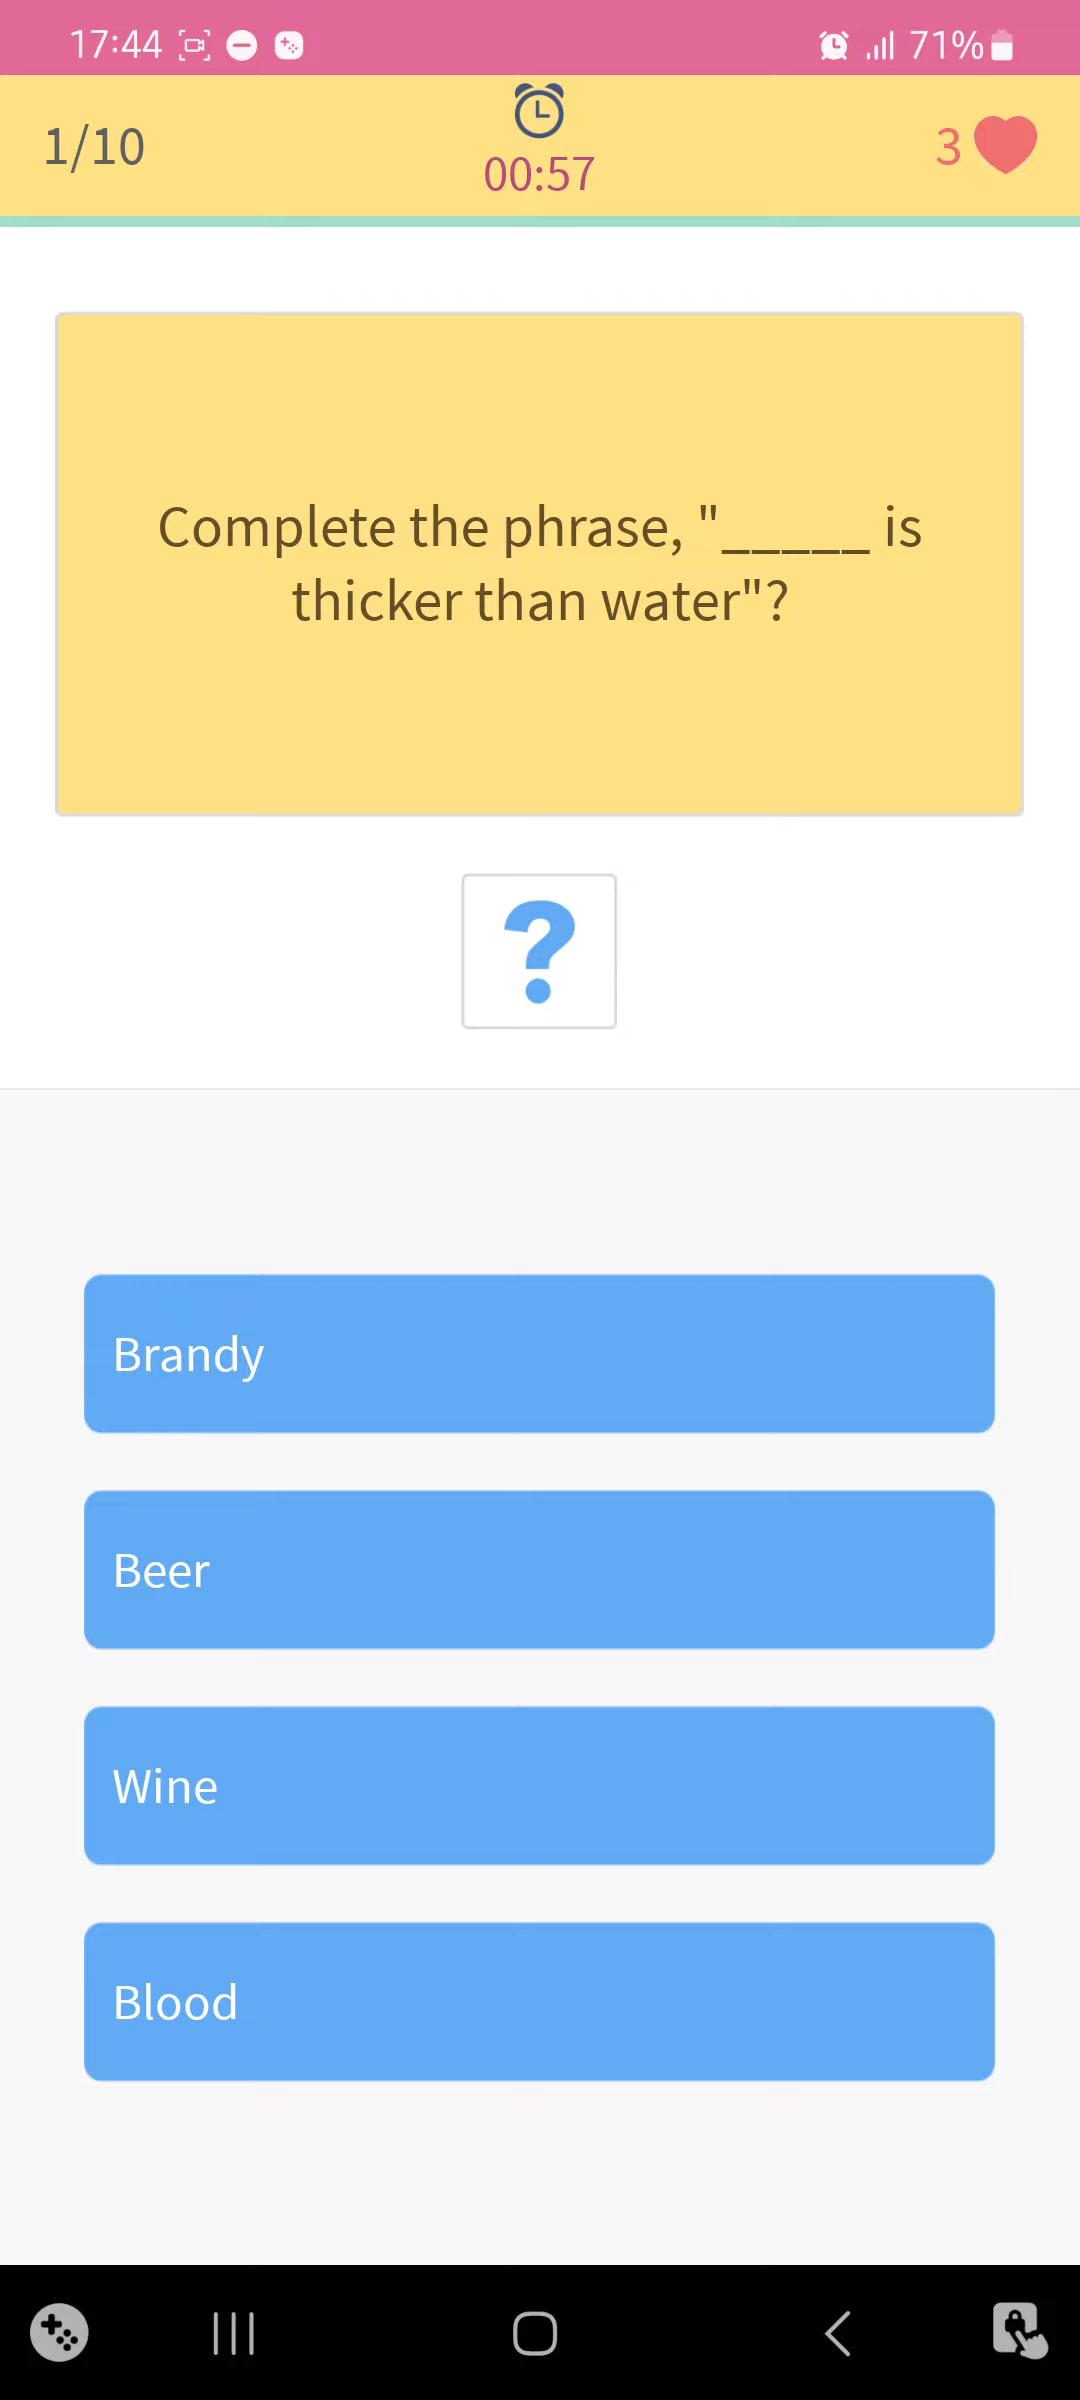 17:44 71%
1/10 00:57 3
Complete the phrase, "_____ is
thicker than water"?
?
Brandy
Beer
Wine
Blood